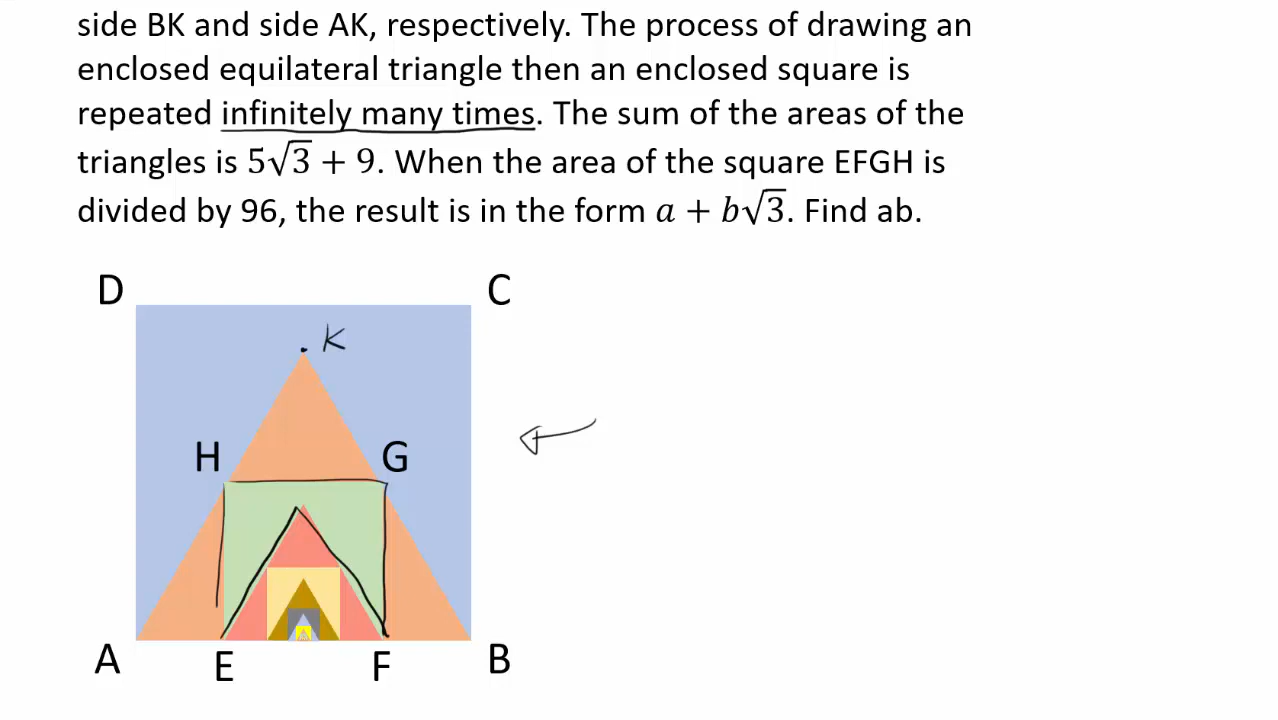 side BK and side AK, respectively. The process of drawing an
enclosed equilateral triangle then an enclosed square is
repeated infinitely many times. The sum of the areas of the
triangles is 5√3 + 9. When the area of the square EFGH is
divided by 96, the result is in the form a + b√3. Find ab.
D C
K
H G
A E F B